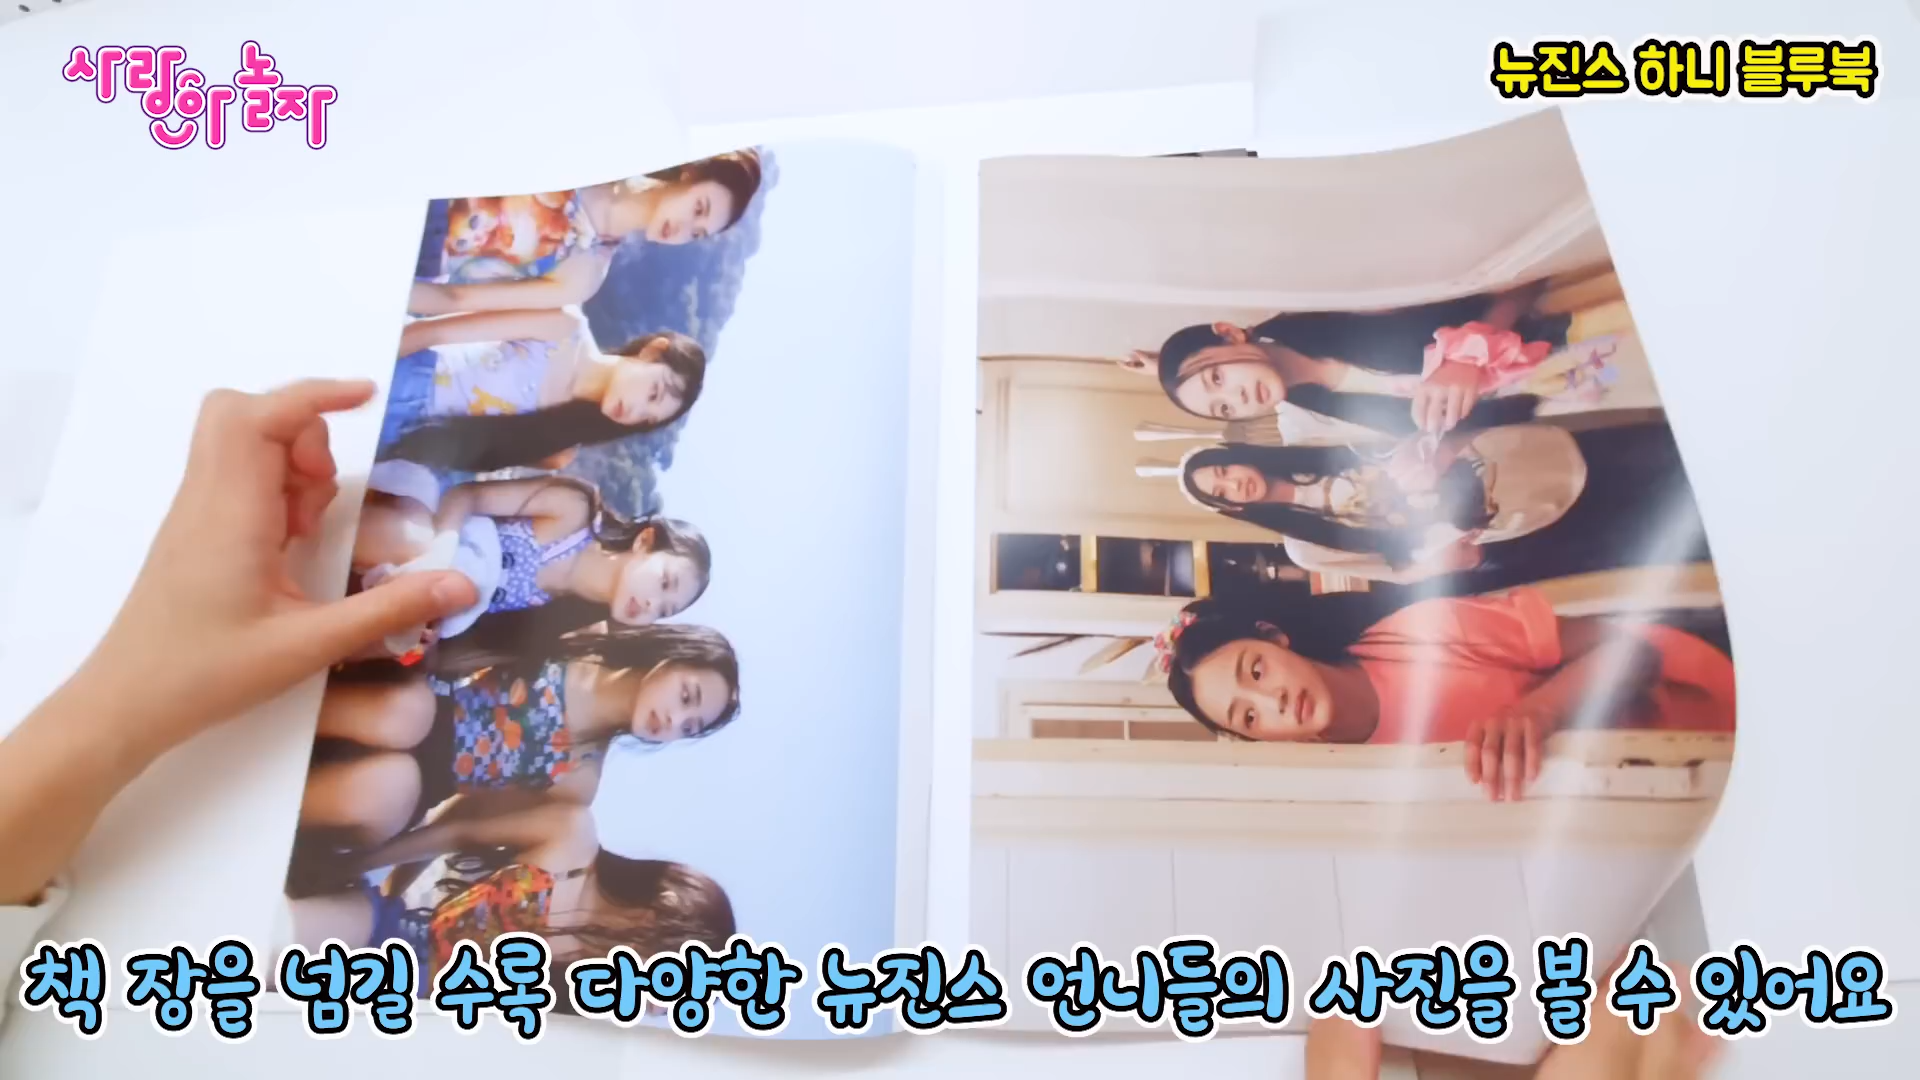 사랑아 놀자
뉴진스 하니 블루북
책 장을 넘길 수록 다양한 뉴진스 언니들의 사진을 볼 수 있어요